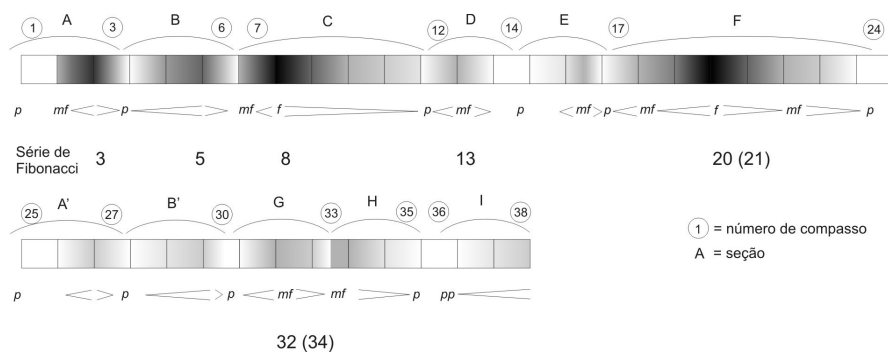 A B C D E F
1 3 6 7 12 14 17 24
p mf p mf f p mf p mf p mf f mf p
Série de
Fibonacci 3 5 8 13 20 (21)
A' B' G H I
25 27 30 33 35 36 38
p p p mf mf p pp
1 = número de compasso
A = seção
32 (34)